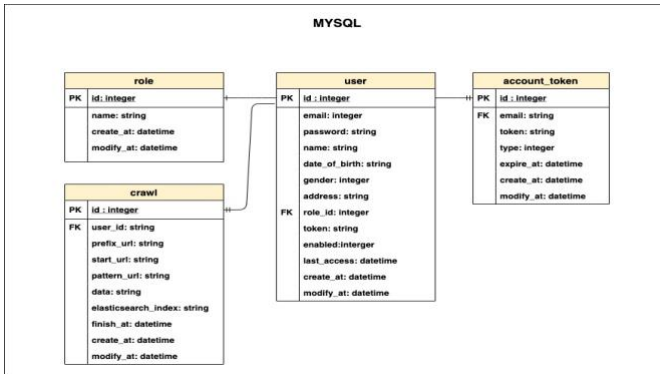 MYSQL
role
PK id: integer
name: string
create_at: datetime
modify_at: datetime
crawl
PK id : integer
FK user_id: string
prefix_url: string
start_url: string
pattern_url: string
data: string
elasticsearch_index: string
finish_at: datetime
create_at: datetime
modify_at: datetime
user
PK id : integer
email: integer
password: string
name: string
date_of_birth: string
gender: integer
address: string
FK role_id: integer
token: string
enabled:interger
last_access: datetime
create_at: datetime
modify_at: datetime
account_token
PK id : integer
FK email: string
token: string
type: integer
expire_at: datetime
create_at: datetime
modify_at: datetime